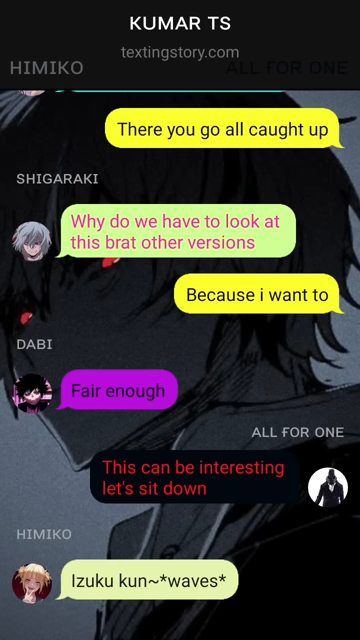 KUMAR TS
textingstory.com
HIMIKO
ALL FOR ONE
There you go all caught up
SHIGARAKI
Why do we have to look at
this brat other versions
Because i want to
DABI
Fair enough
ALL FOR ONE
This can be interesting
let's sit down
HIMIKO
Izuku kun~*waves*